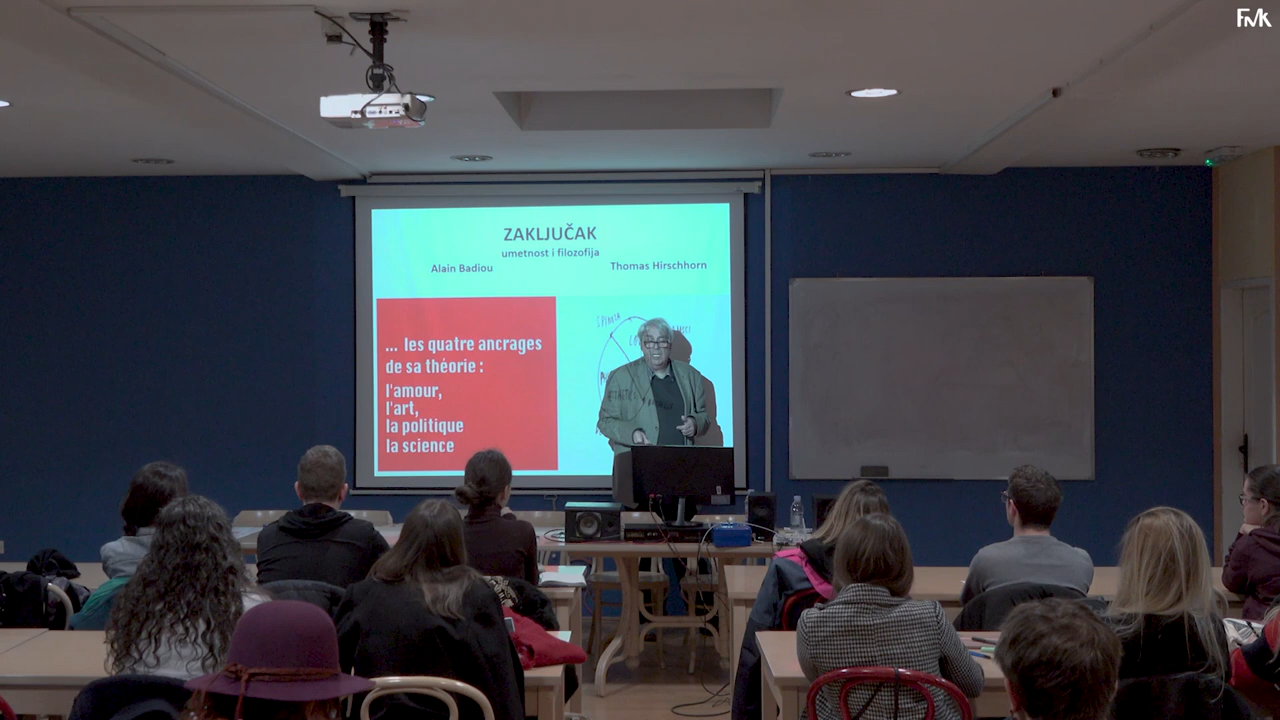 FMK
ZAKLJUČAK
umetnost i filozofija
Alain Badiou
Thomas Hirschhorn
... les quatre ancrages
de sa théorie :
l'amour,
l'art,
la politique
la science
SPINOZA